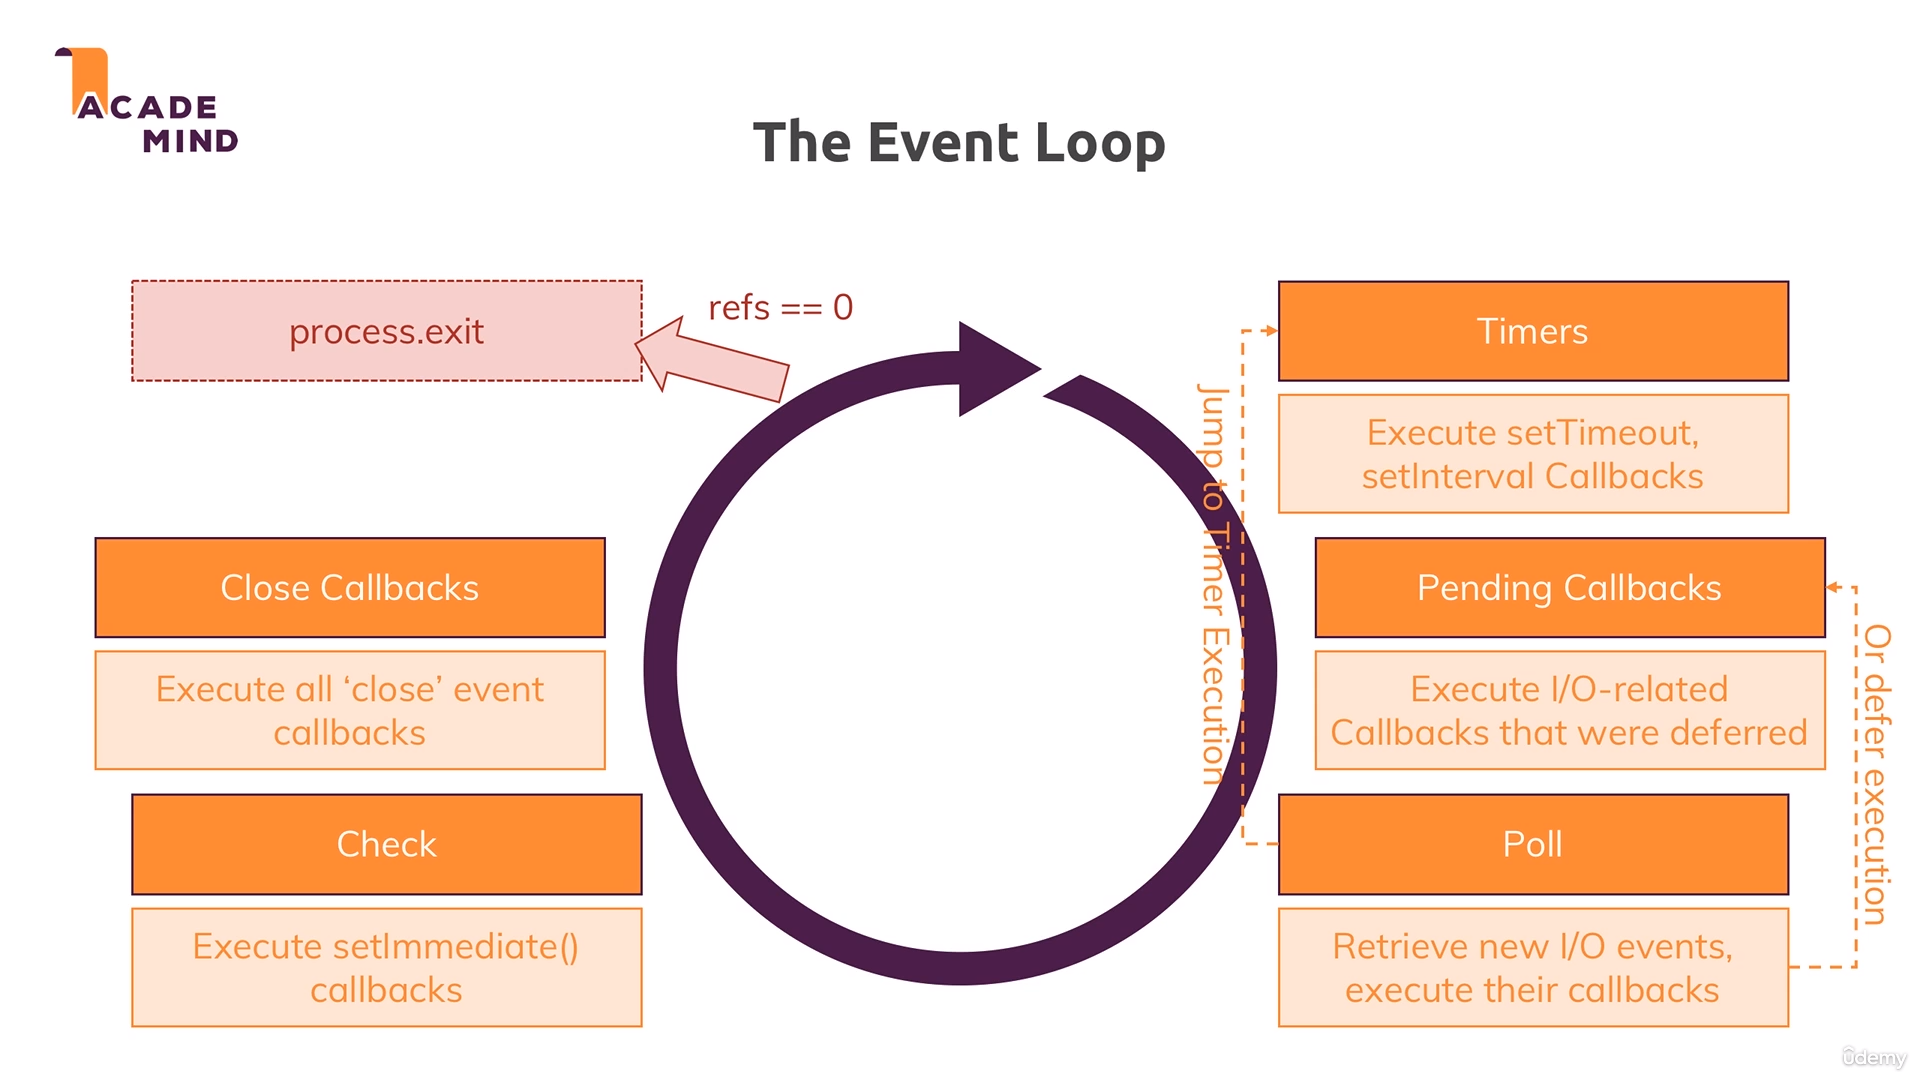 ACADE
MIND
The Event Loop
process.exit
refs == 0
Timers
Execute setTimeout,
setInterval Callbacks
Jump to Timer Execution
Close Callbacks
Execute all ‘close’ event
callbacks
Pending Callbacks
Execute I/O-related
Callbacks that were deferred
Or defer execution
Check
Execute setImmediate()
callbacks
Poll
Retrieve new I/O events,
execute their callbacks
ûdemy